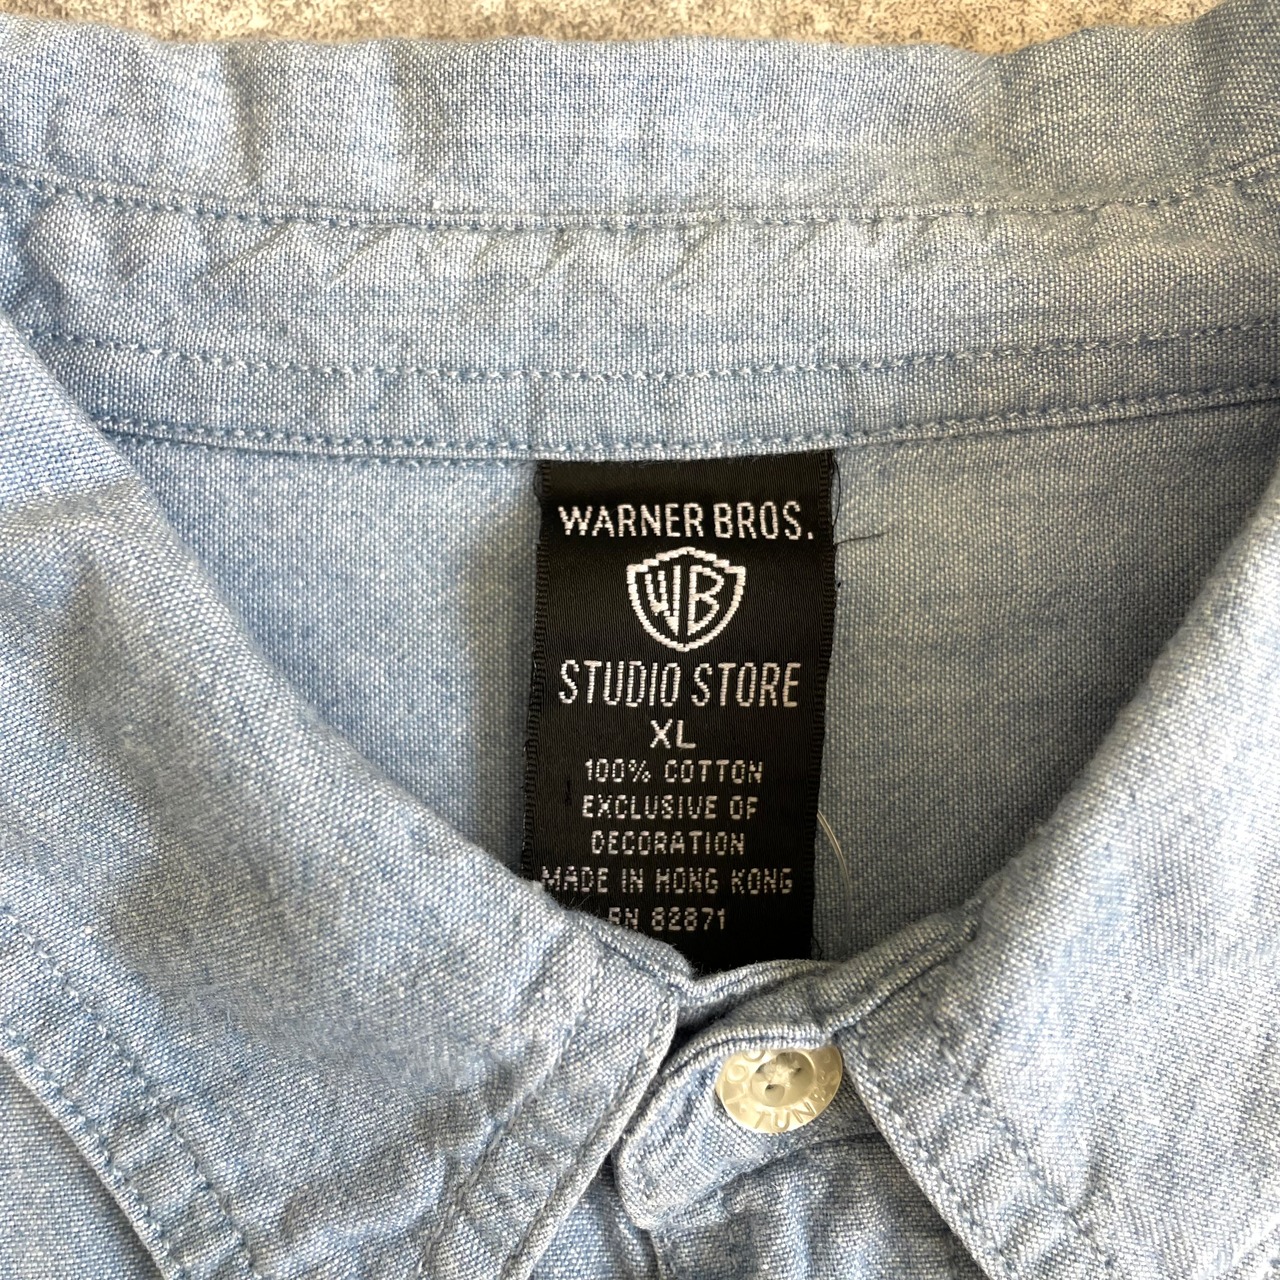 WARNER BROS.
WB
STUDIO STORE
XL
100% COTTON
EXCLUSIVE OF
DECORATION
MADE IN HONG KONG
RN 82871